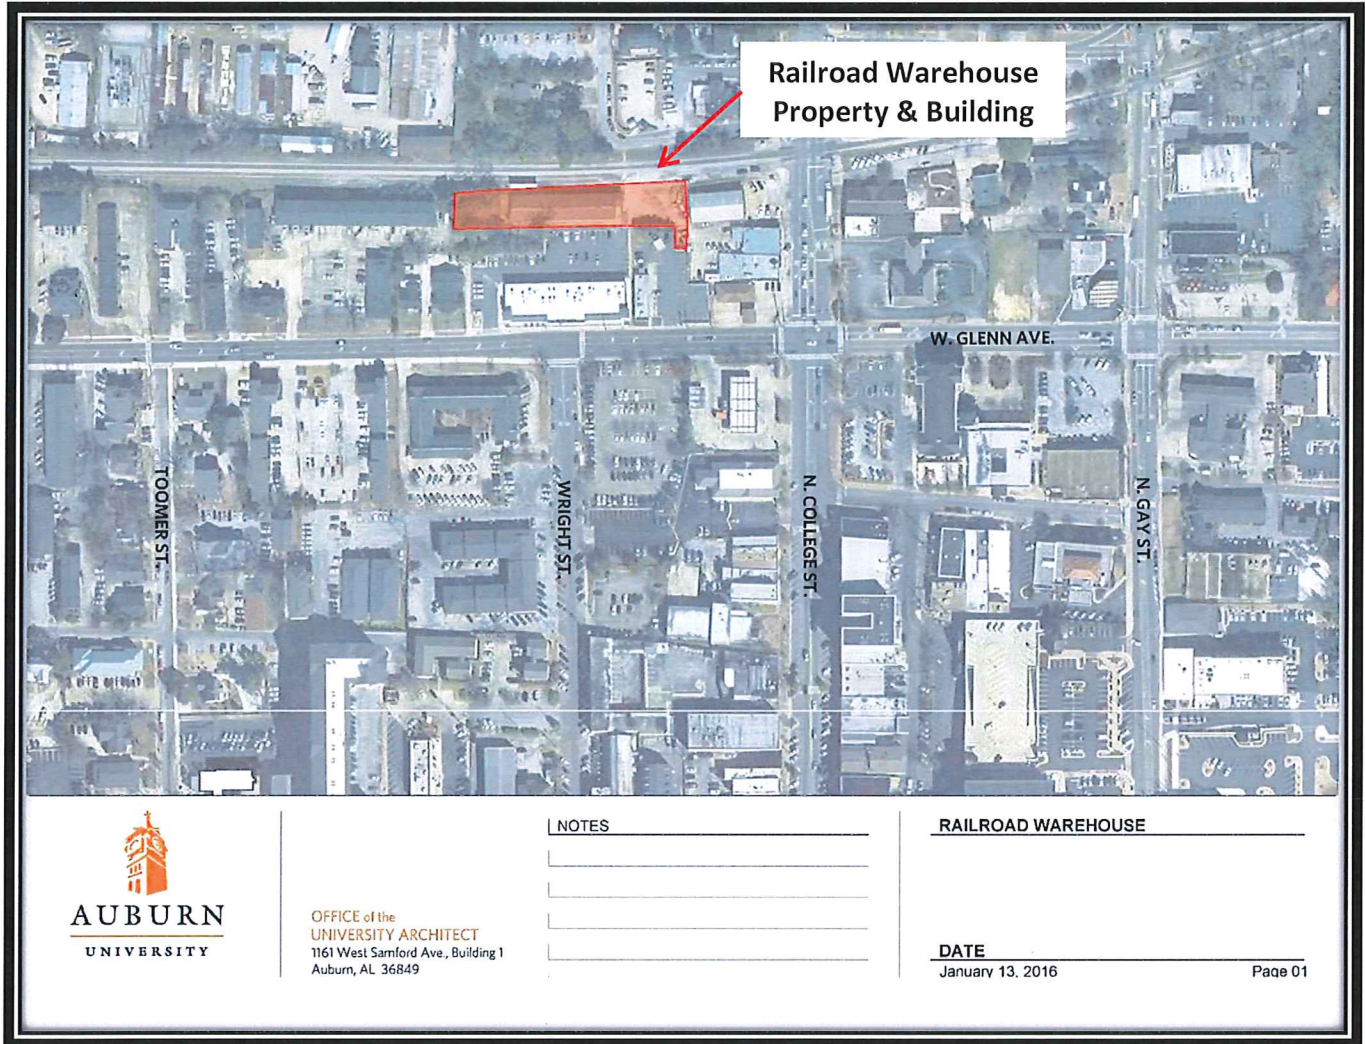 Railroad Warehouse
Property & Building
W. GLENN AVE.
TOOMER ST.
WRIGHT ST.
N. COLLEGE ST.
N. GAY ST.
AUBURN
UNIVERSITY
OFFICE of the
UNIVERSITY ARCHITECT
1161 West Samford Ave., Building 1
Auburn, AL 36849
NOTES
RAILROAD WAREHOUSE
DATE
January 13, 2016
Page 01